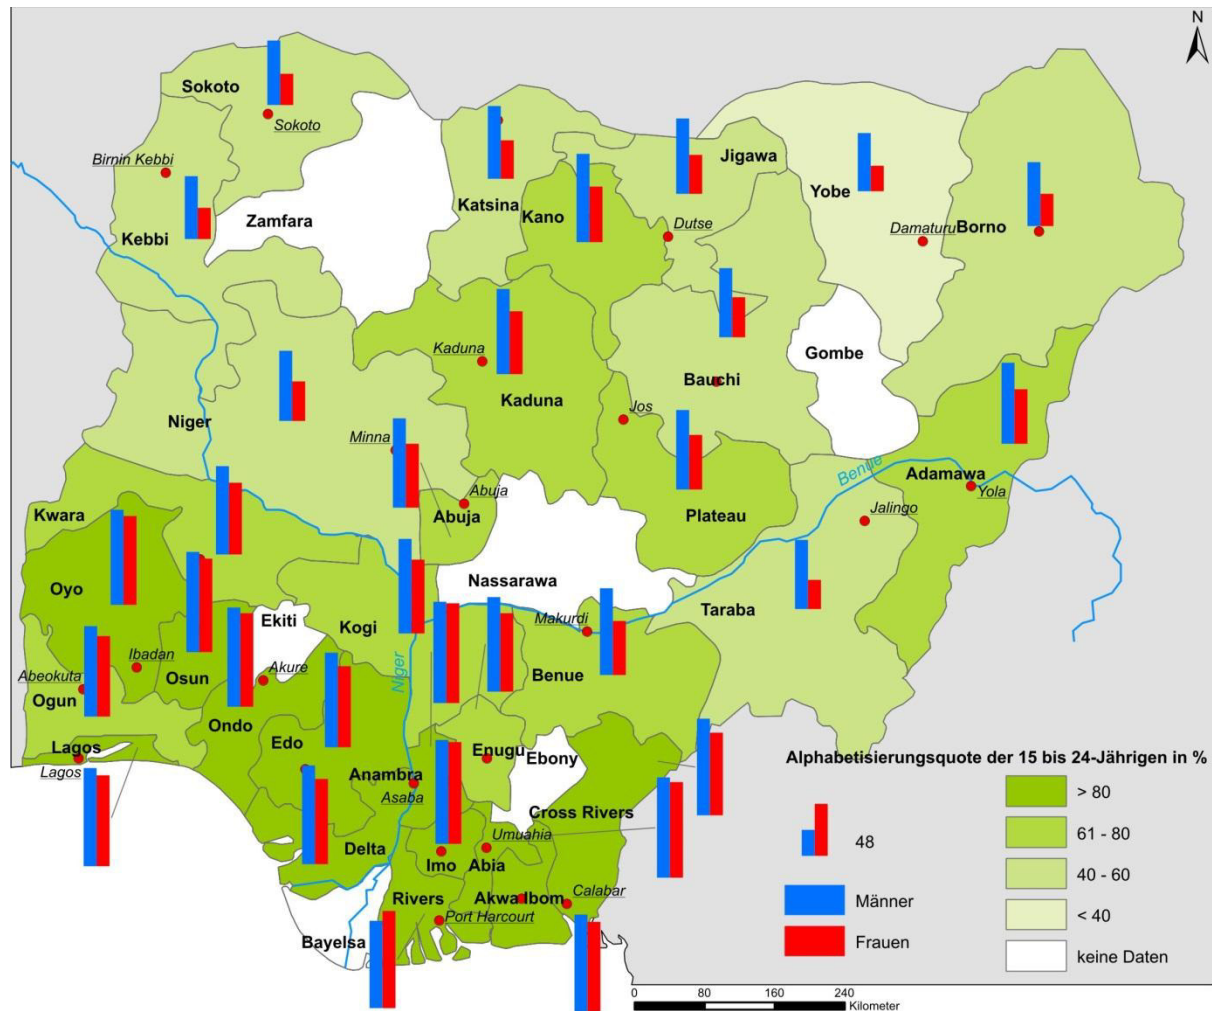 N
Sokoto
Sokoto
Birnin Kebbi
Kebbi
Zamfara
Katsina
Kano
Jigawa
Dutse
Yobe
Damaturu
Borno
Gombe
Kaduna
Kaduna
Bauchi
Jos
Niger
Minna
Abuja
Abuja
Plateau
Benue
Adamawa
Yola
Jalingo
Kwara
Oyo
Nassarawa
Taraba
Ekiti
Kogi
Makurdi
Benue
Ibadan
Abeokuta
Osun
Akure
Niger
Ogun
Ondo
Edo
Lagos
Lagos
Enugu
Ebony
Anambra
Asaba
Cross Rivers
Umuahia
Delta
Imo
Abia
Rivers
Akwa Ibom
Calabar
Port Harcourt
Bayelsa
Alphabetisierungsquote der 15 bis 24-Jährigen in %
48
Männer
Frauen
> 80
61 - 80
40 - 60
< 40
keine Daten
0 80 160 240
Kilometer